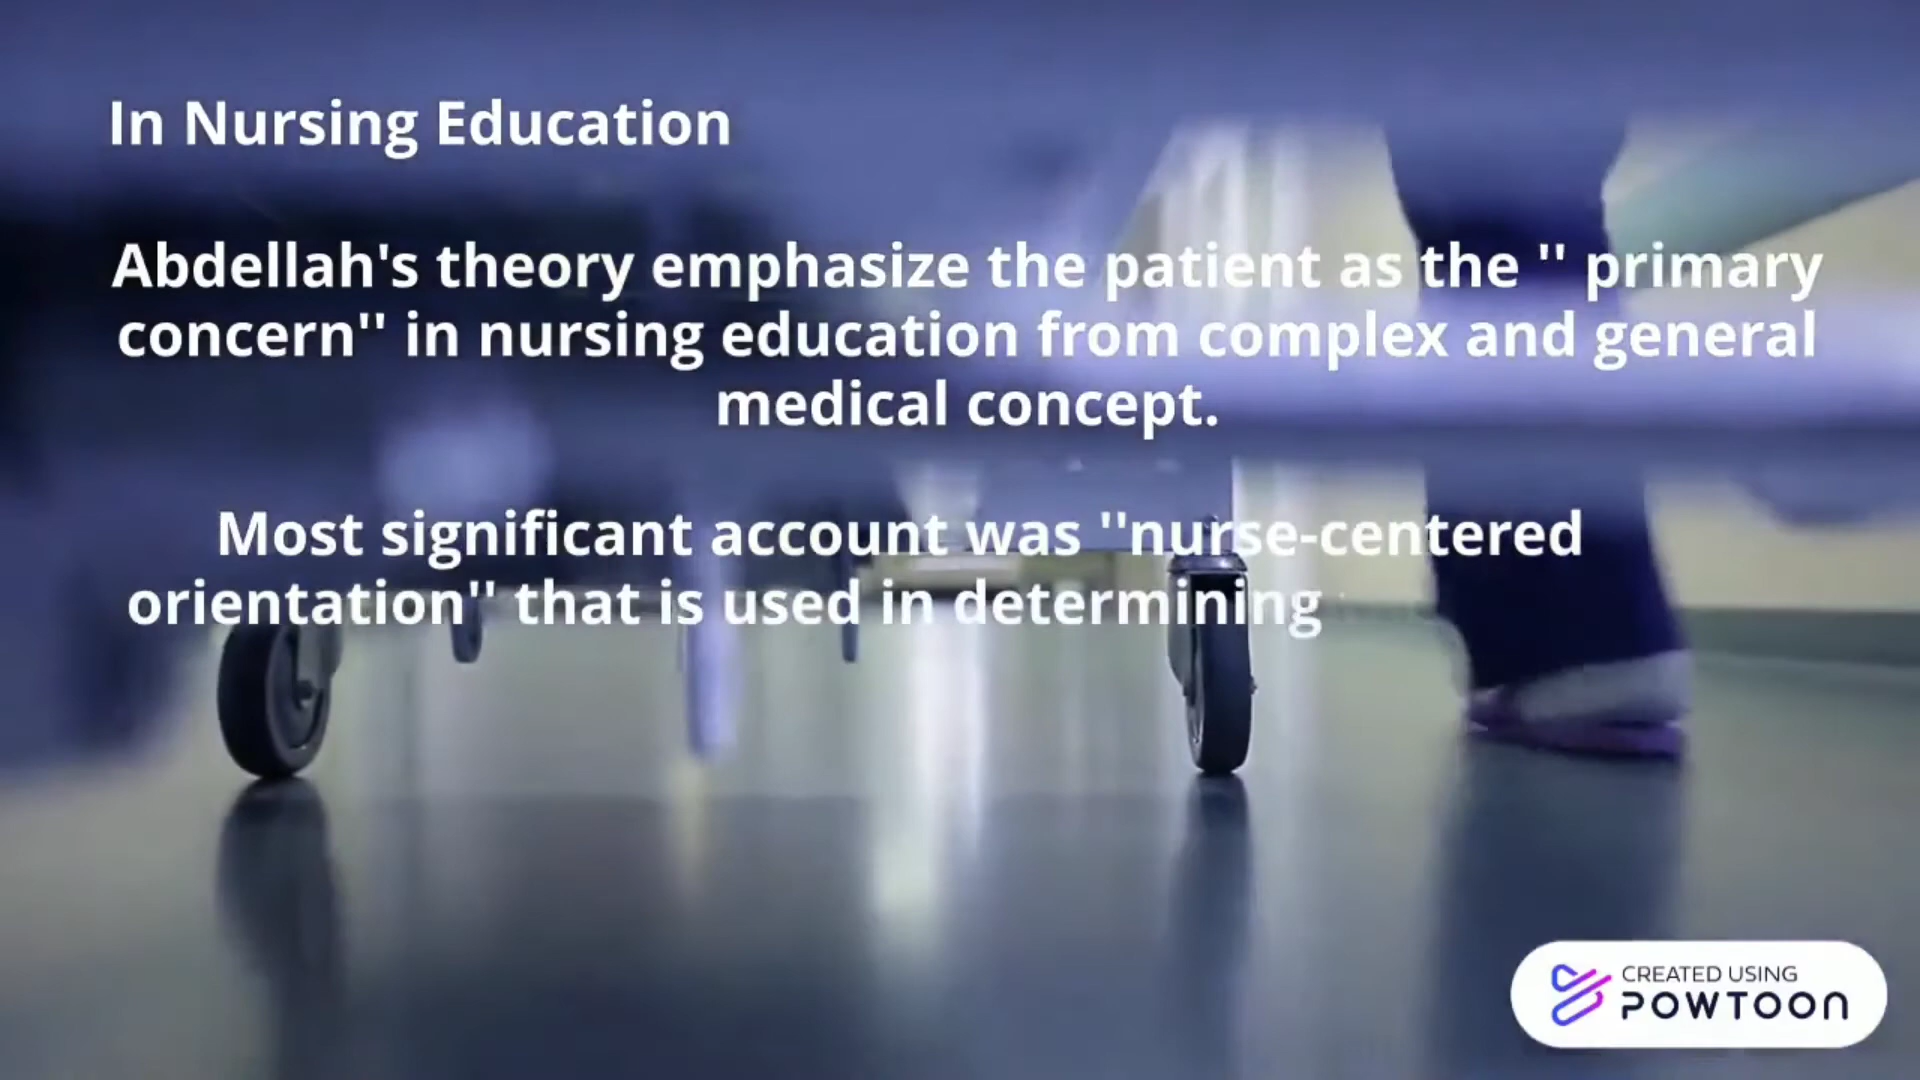 In Nursing Education
Abdellah's theory emphasize the patient as the '' primary
concern'' in nursing education from complex and general
medical concept.
Most significant account was ''nurse-centered
orientation'' that is used in determining
CREATED USING
POWTOON